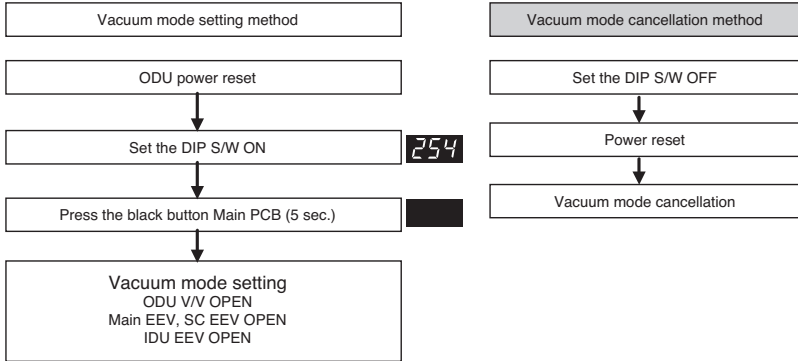 Vacuum mode setting method
ODU power reset
Set the DIP S/W ON
254
Press the black button Main PCB (5 sec.)
Vacuum mode setting
ODU V/V OPEN
Main EEV, SC EEV OPEN
IDU EEV OPEN
Vacuum mode cancellation method
Set the DIP S/W OFF
Power reset
Vacuum mode cancellation